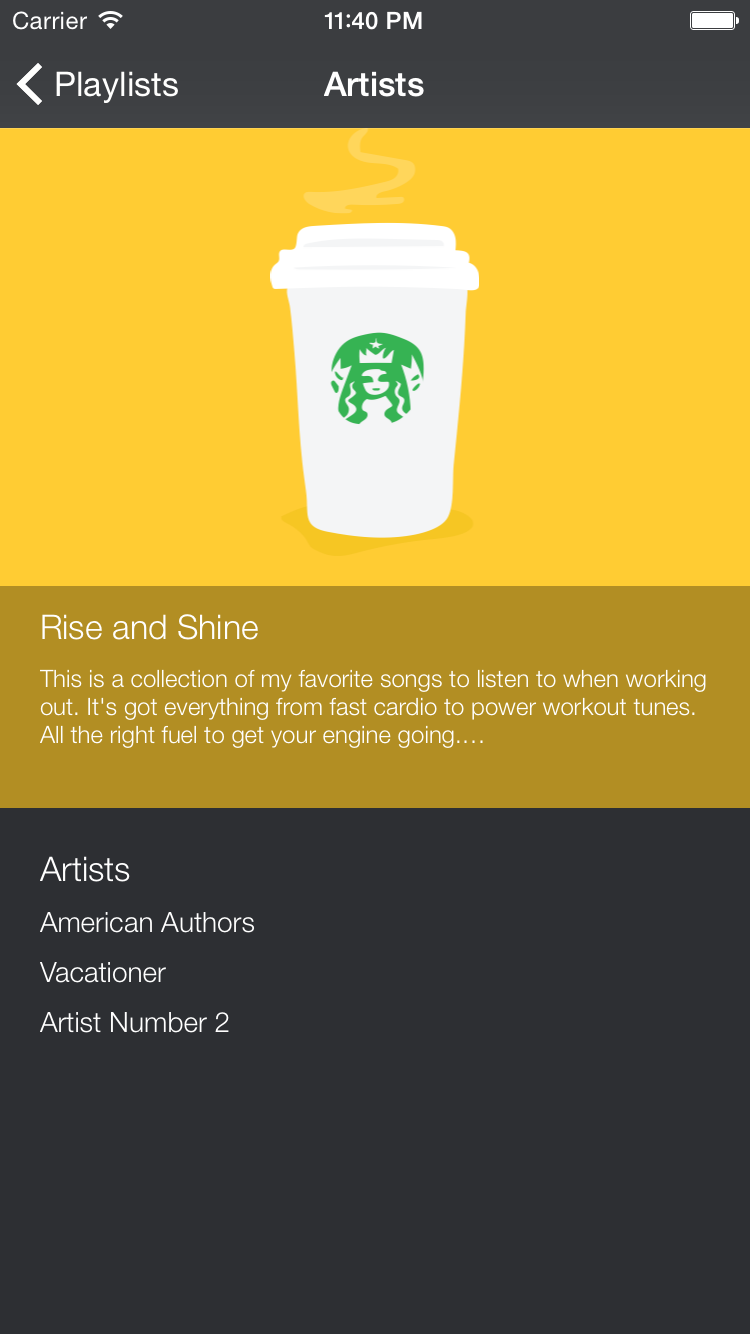 Carrier 11:40 PM
Playlists Artists
Rise and Shine
This is a collection of my favorite songs to listen to when working
out. It's got everything from fast cardio to power workout tunes.
All the right fuel to get your engine going....
Artists
American Authors
Vacationer
Artist Number 2